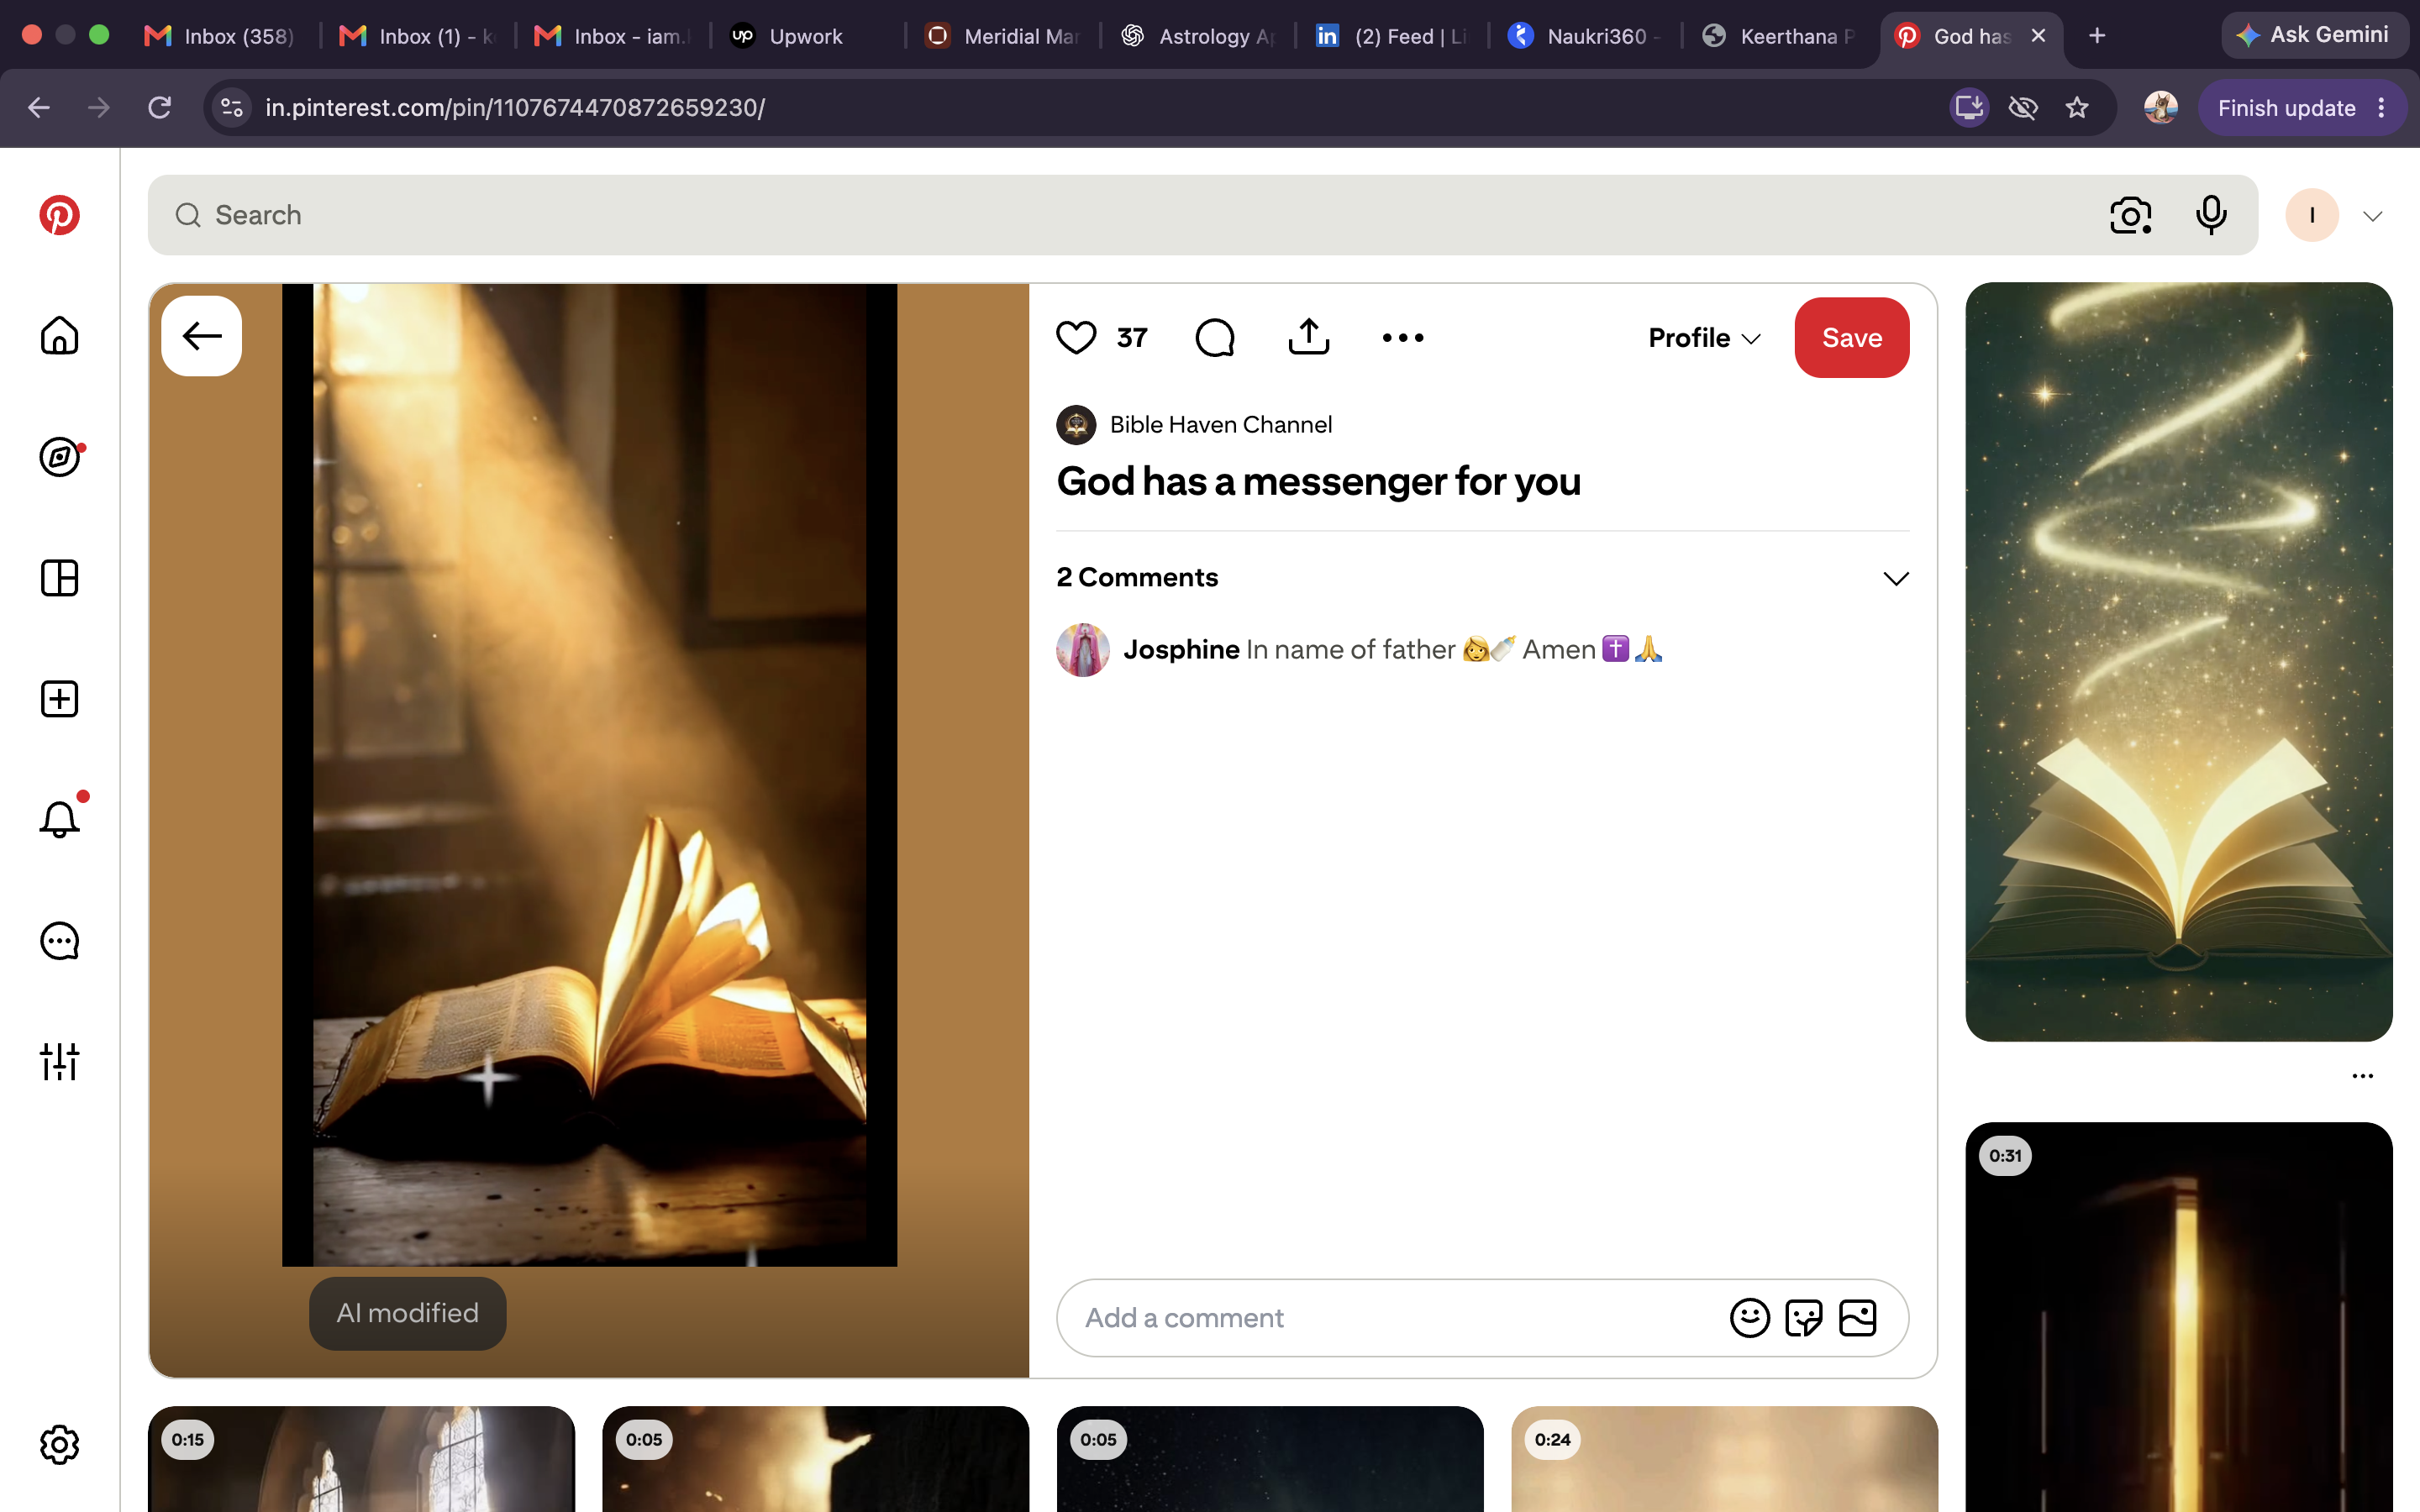 Inbox (358)
Inbox (1) - k
Inbox - iam.
Upwork
Meridial Mar
Astrology Ap
(2) Feed | Li
Naukri360 -
Keerthana P
God has
Ask Gemini
in.pinterest.com/pin/1107674470872659230/
Finish update
Search
I
37
Profile
Save
Bible Haven Channel
God has a messenger for you
2 Comments
Josphine In name of father 👩‍🍼 Amen ✝️🙏
AI modified
Add a comment
0:31
0:15
0:05
0:05
0:24